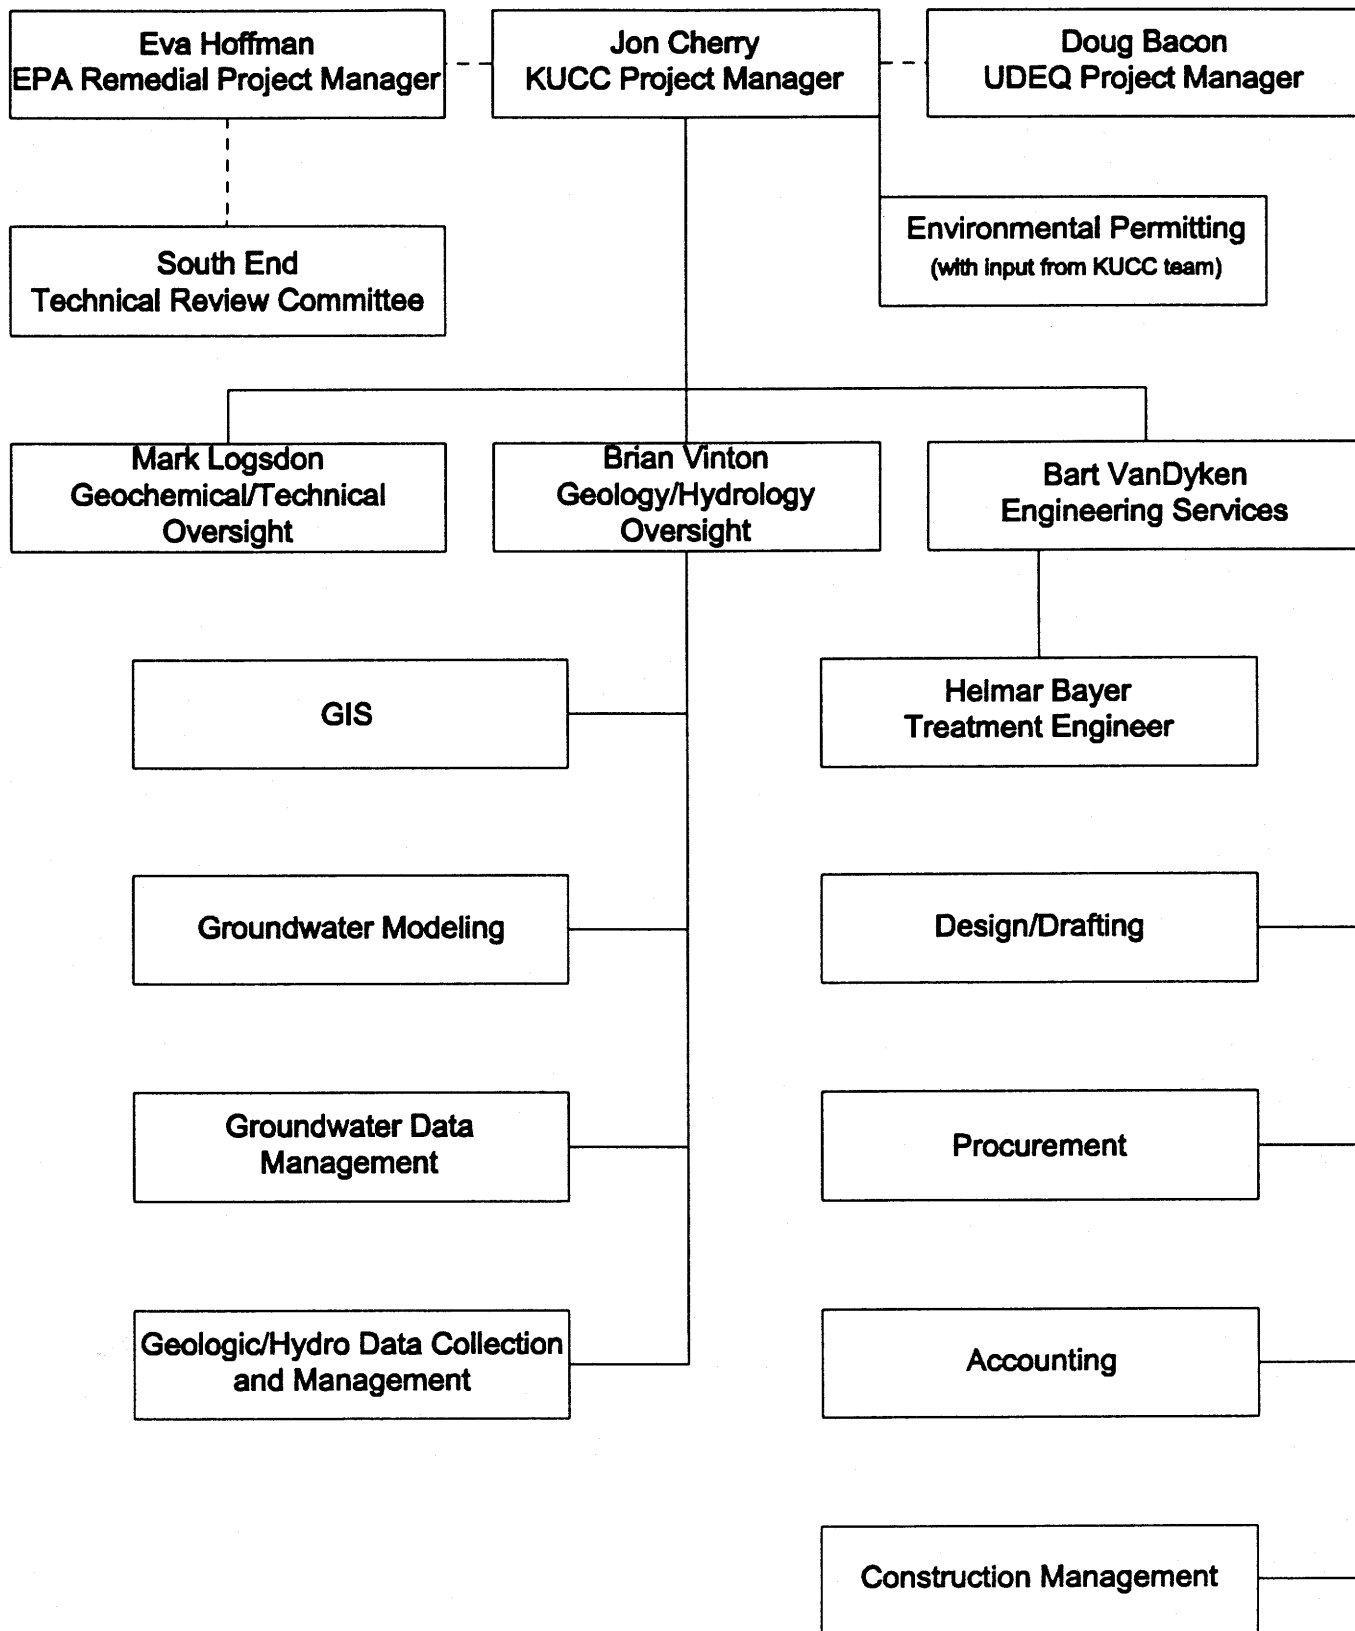 Eva Hoffman
EPA Remedial Project Manager
Jon Cherry
KUCC Project Manager
Doug Bacon
UDEQ Project Manager
South End
Technical Review Committee
Environmental Permitting
(with input from KUCC team)
Mark Logsdon
Geochemical/Technical
Oversight
Brian Vinton
Geology/Hydrology
Oversight
Bart VanDyken
Engineering Services
GIS
Helmar Bayer
Treatment Engineer
Groundwater Modeling
Design/Drafting
Groundwater Data
Management
Procurement
Geologic/Hydro Data Collection
and Management
Accounting
Construction Management